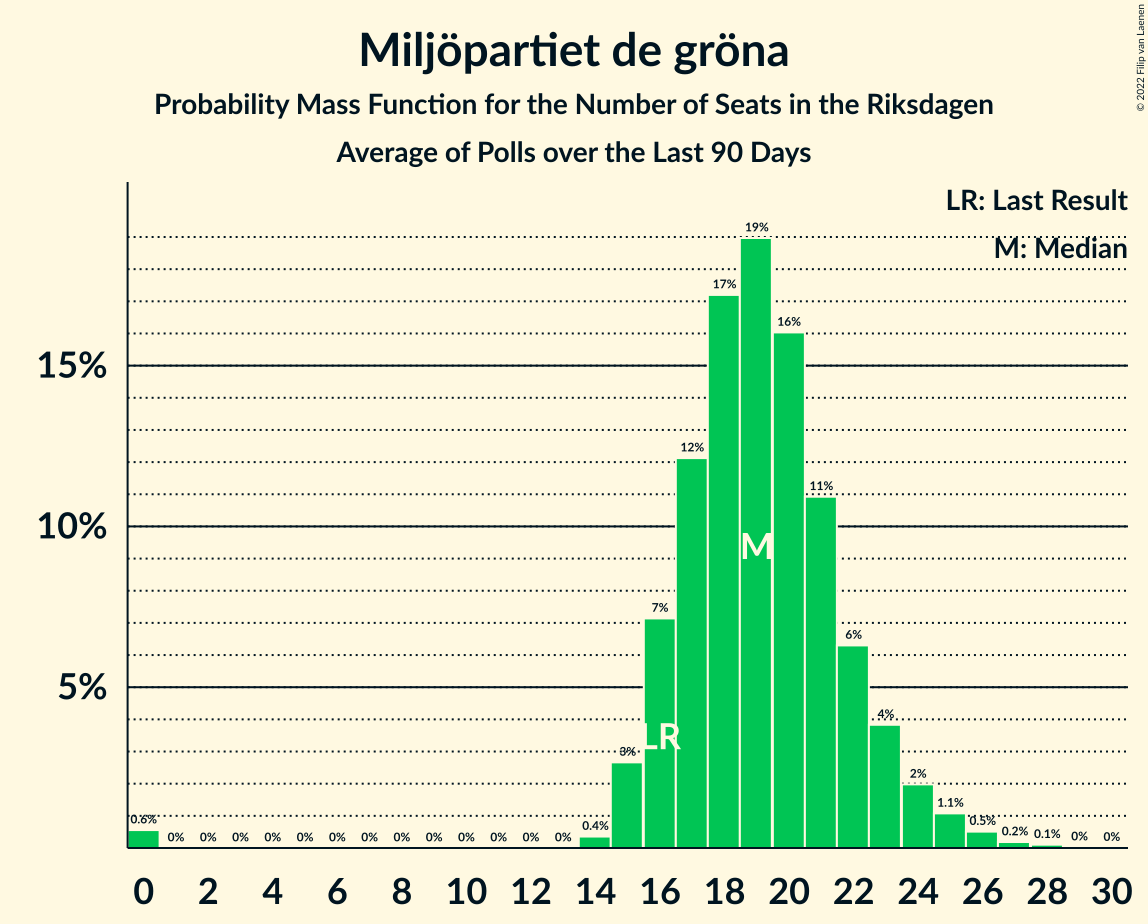 Miljöpartiet de gröna
Probability Mass Function for the Number of Seats in the Riksdagen
Average of Polls over the Last 90 Days
© 2022 Filip van Laenen
LR: Last Result
M: Median
15%
10%
5%
0.6% 0% 0% 0% 0% 0% 0% 0% 0% 0% 0% 0% 0% 0% 0.4% 3% 7% 12% 17% 19% 16% 11% 6% 4% 2% 1.1% 0.5% 0.2% 0.1% 0% 0%
M
LR
0 2 4 6 8 10 12 14 16 18 20 22 24 26 28 30